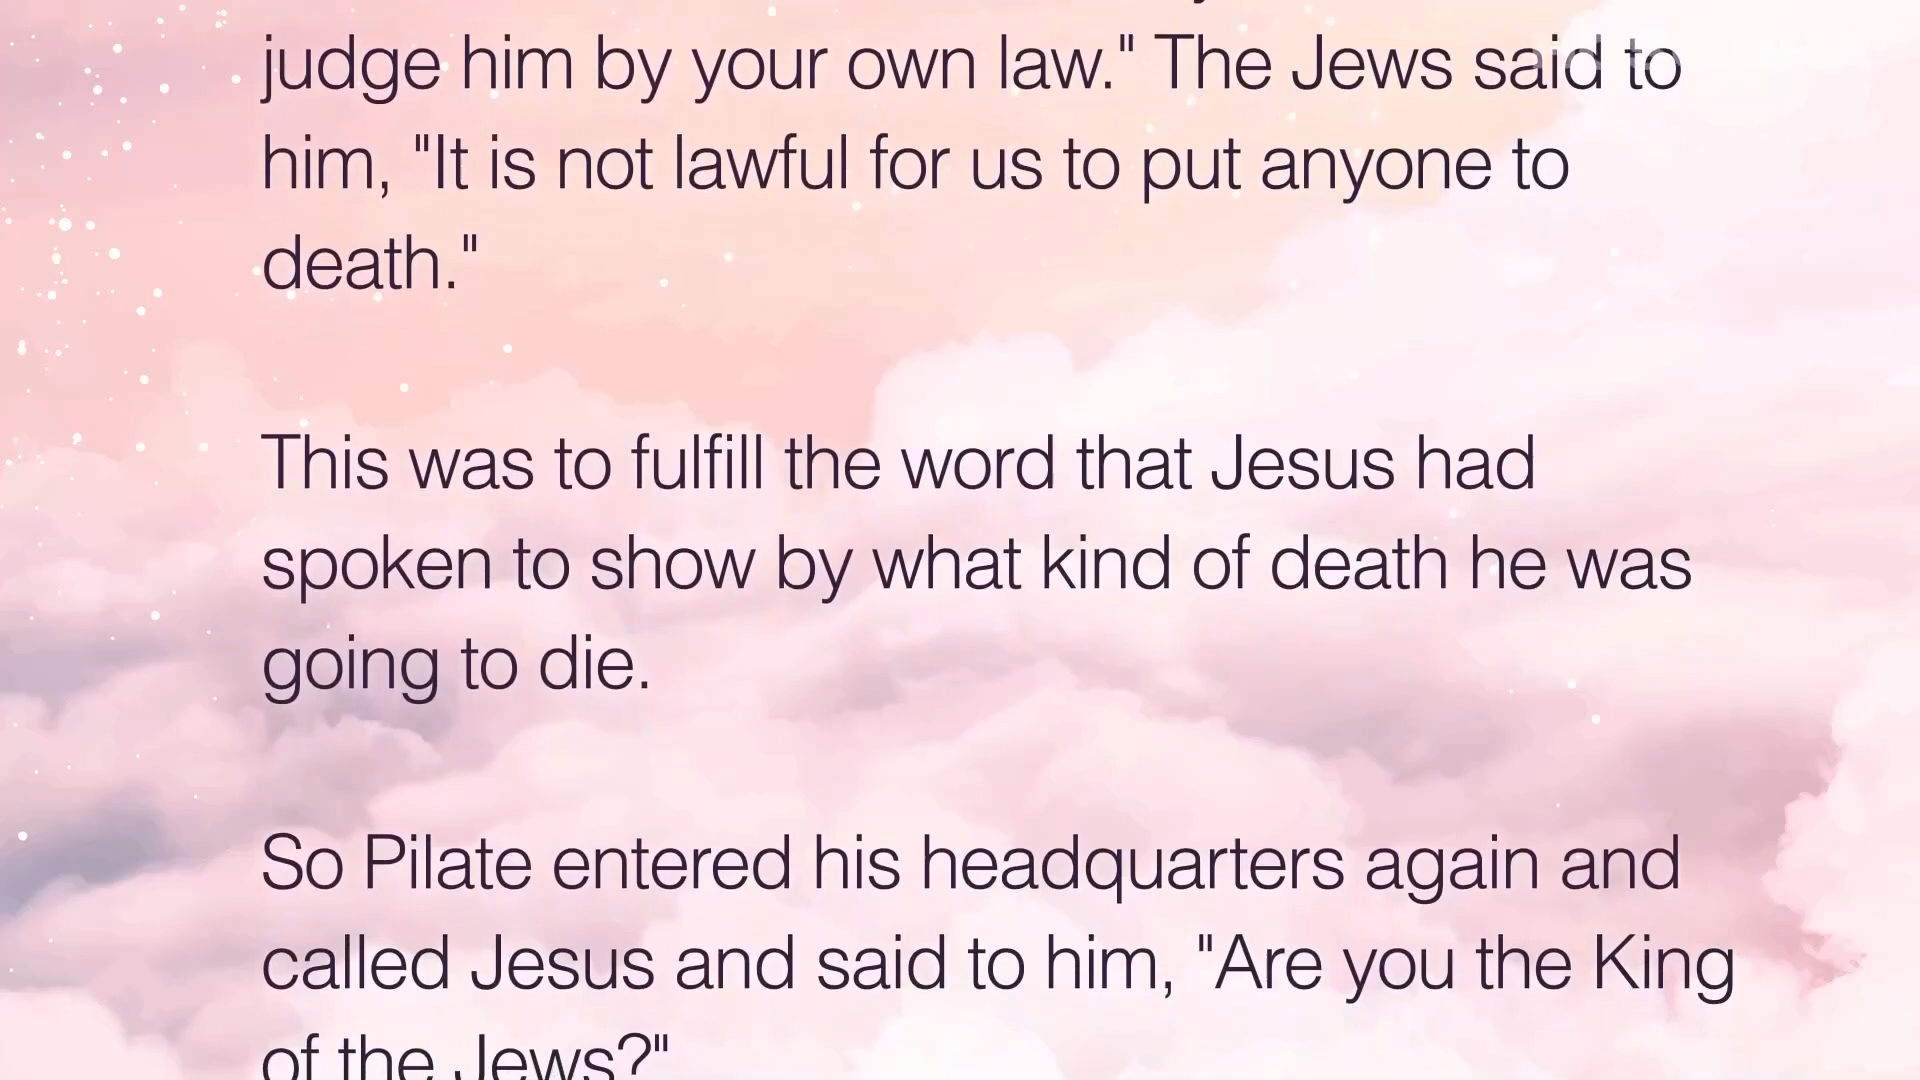 judge him by your own law." The Jews said to
him, "It is not lawful for us to put anyone to
death."
This was to fulfill the word that Jesus had
spoken to show by what kind of death he was
going to die.
So Pilate entered his headquarters again and
called Jesus and said to him, "Are you the King
of the Jews?"